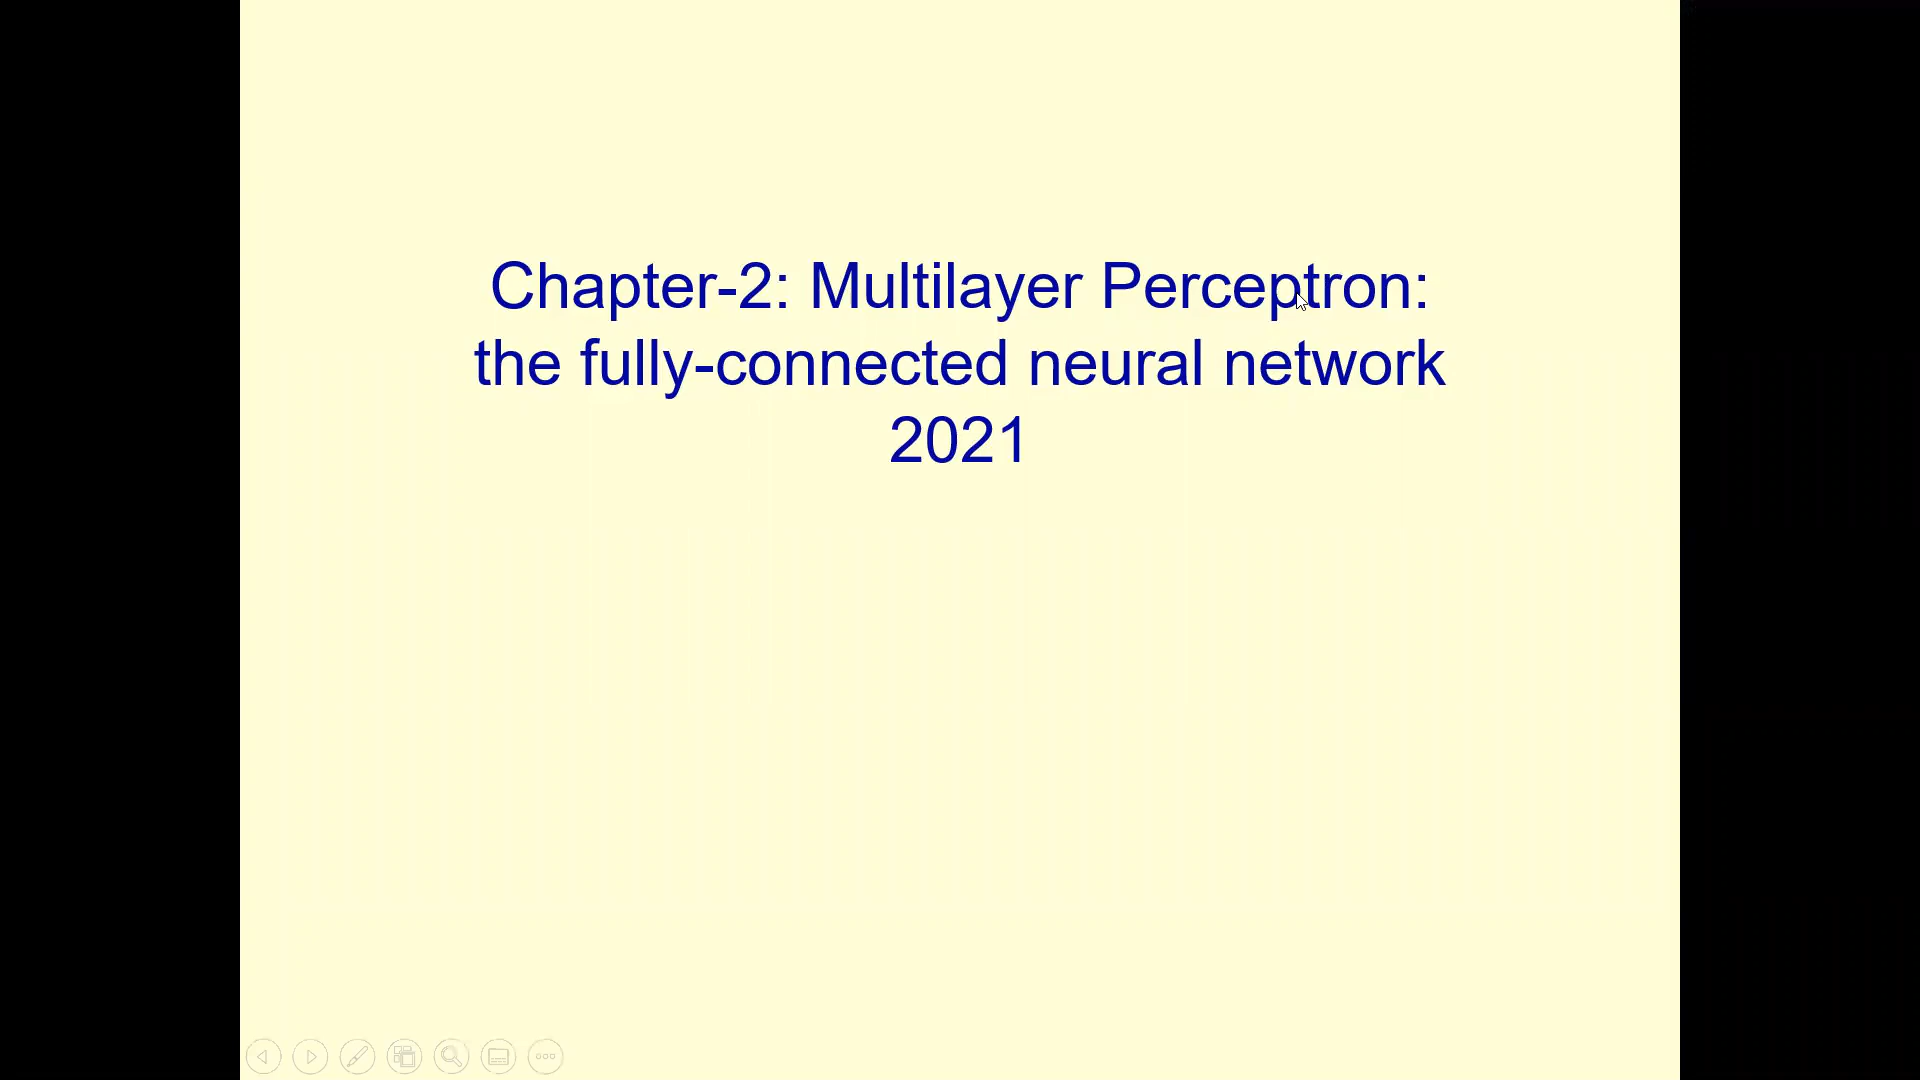 Chapter-2: Multilayer Perceptron:
the fully-connected neural network
2021